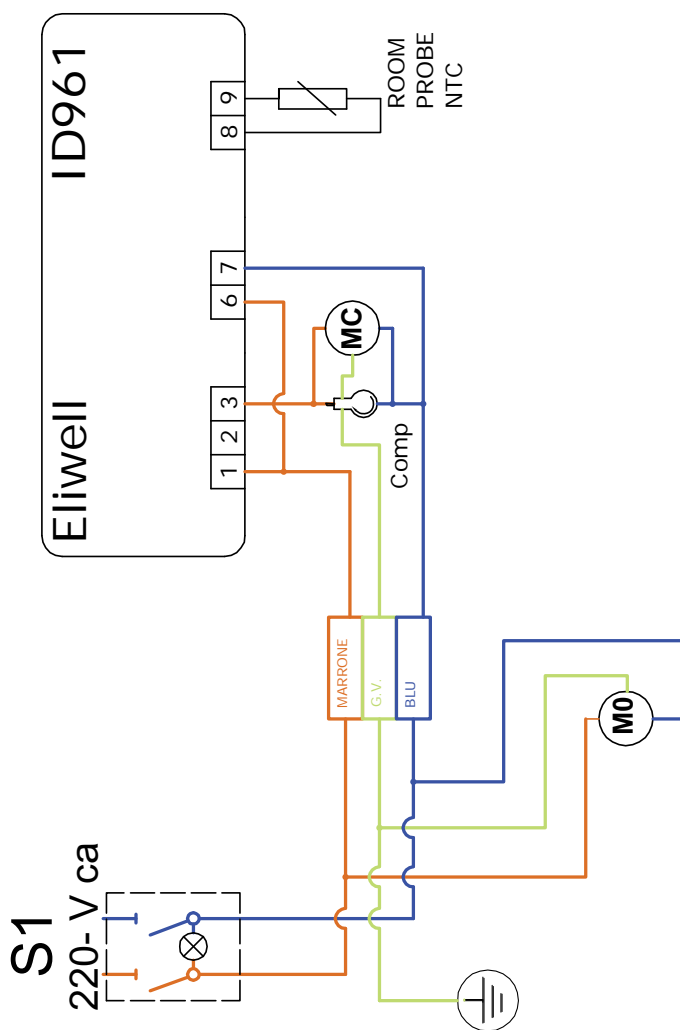 S1
220- V ca
Eliwell
ID961
1
2
3
6
7
8
9
ROOM
PROBE
NTC
MC
Comp
MARRONE
G.V.
BLU
M0